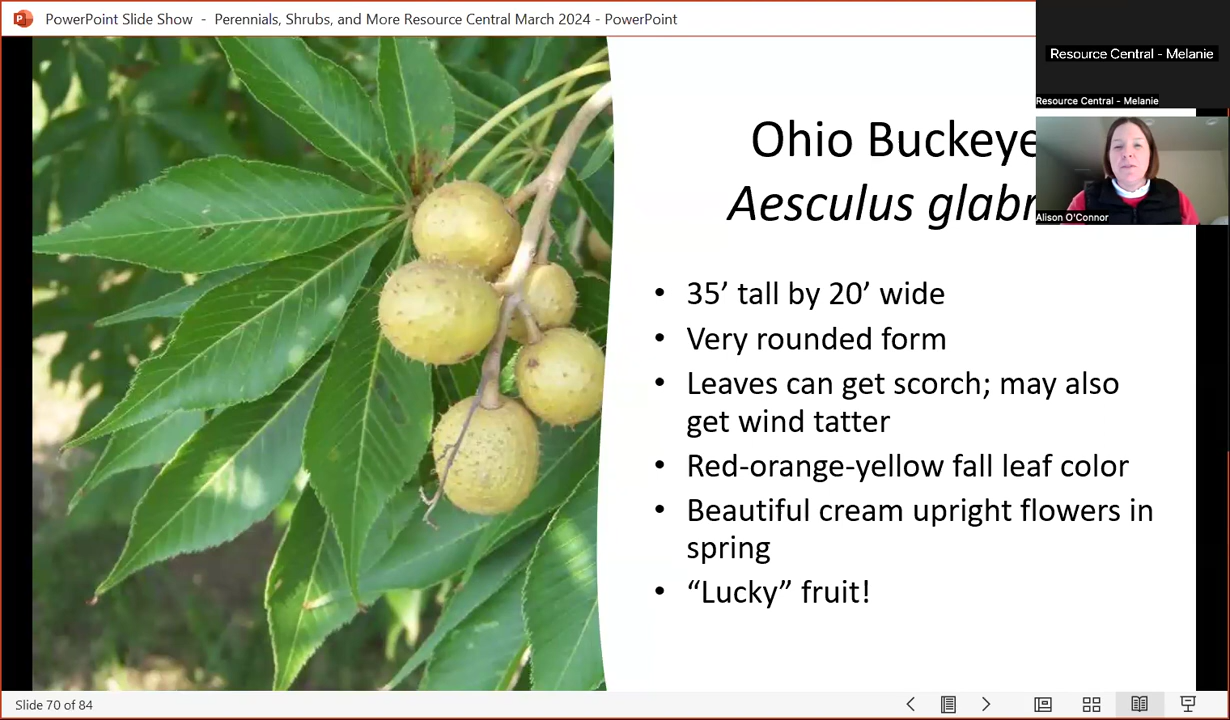 PowerPoint Slide Show - Perennials, Shrubs, and More Resource Central March 2024 - PowerPoint
Resource Central - Melanie
Resource Central - Melanie
Alison O'Connor
Ohio Buckeye
Aesculus glabr
• 35’ tall by 20’ wide
• Very rounded form
• Leaves can get scorch; may also
get wind tatter
• Red-orange-yellow fall leaf color
• Beautiful cream upright flowers in
spring
• “Lucky” fruit!
Slide 70 of 84